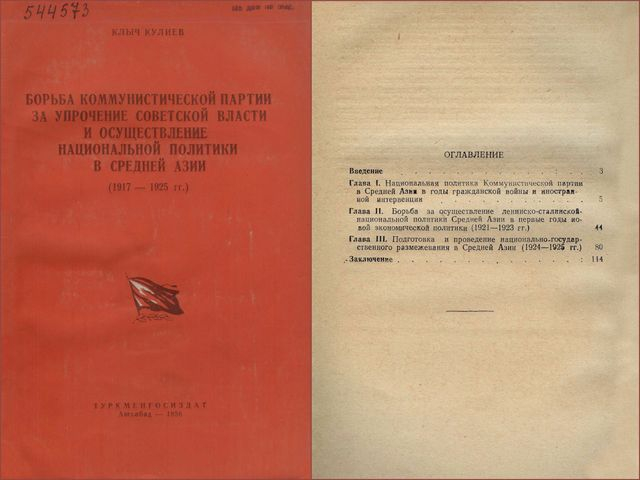 544573
КЛЫЧ КУЛИЕВ
БОРЬБА КОММУНИСТИЧЕСКОЙ ПАРТИИ
ЗА УПРОЧЕНИЕ СОВЕТСКОЙ ВЛАСТИ
И ОСУЩЕСТВЛЕНИЕ
НАЦИОНАЛЬНОЙ ПОЛИТИКИ
В СРЕДНЕЙ АЗИИ
(1917 — 1925 гг.)
ТУРКМЕНГОСИЗДАТ
Ашхабад — 1956
ОГЛАВЛЕНИЕ
Введение . . . . . . . . . : 3
Глава I. Национальная политика Коммунистической партии
в Средней Азии в годы гражданской войны и иностран-
ной интервенции . . . . . . . 5
Глава II. Борьба за осуществление ленинско-сталинской
национальной политики Средней Азии в первые годы но-
вой экономической политики (1921—1923 гг.) 44
Глава III. Подготовка и проведение национально-государ-
ственного размежевания в Средней Азии (1924—1925 гг.) 80
Заключение . . . . . . . . . : 114